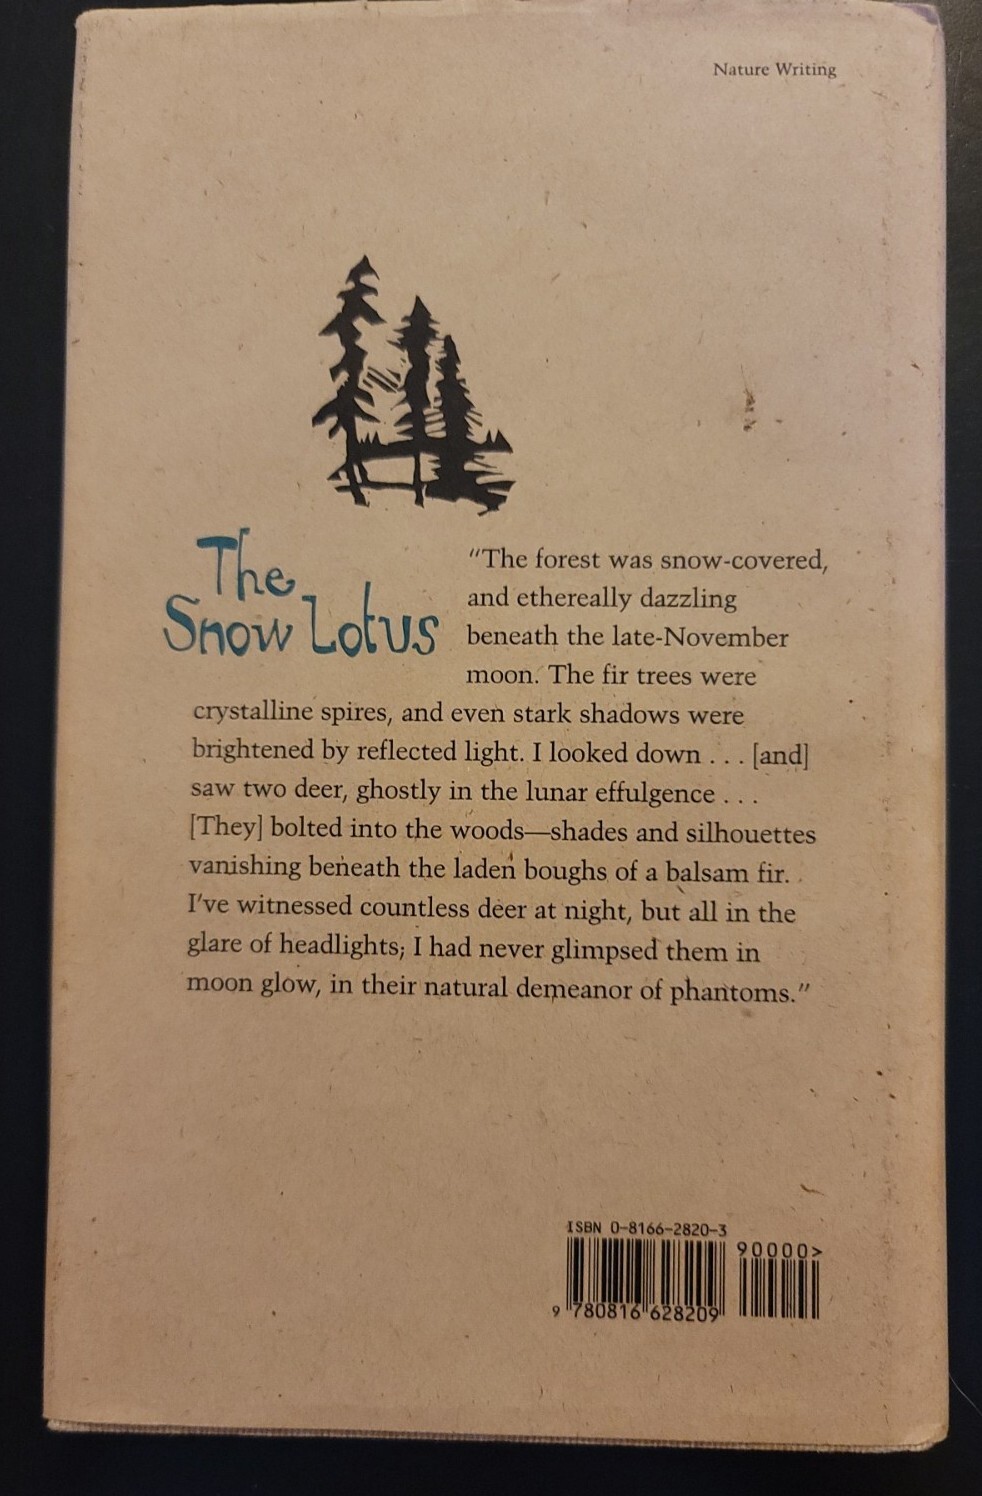 Nature Writing
The
Snow Lotus
"The forest was snow-covered,
and ethereally dazzling
beneath the late-November
moon. The fir trees were
crystalline spires, and even stark shadows were
brightened by reflected light. I looked down . . . [and]
saw two deer, ghostly in the lunar effulgence . . .
[They] bolted into the woods—shades and silhouettes
vanishing beneath the laden boughs of a balsam fir.
I've witnessed countless deer at night, but all in the
glare of headlights; I had never glimpsed them in
moon glow, in their natural demeanor of phantoms."
ISBN 0-8166-2820-3
90000>
9 780816 628209